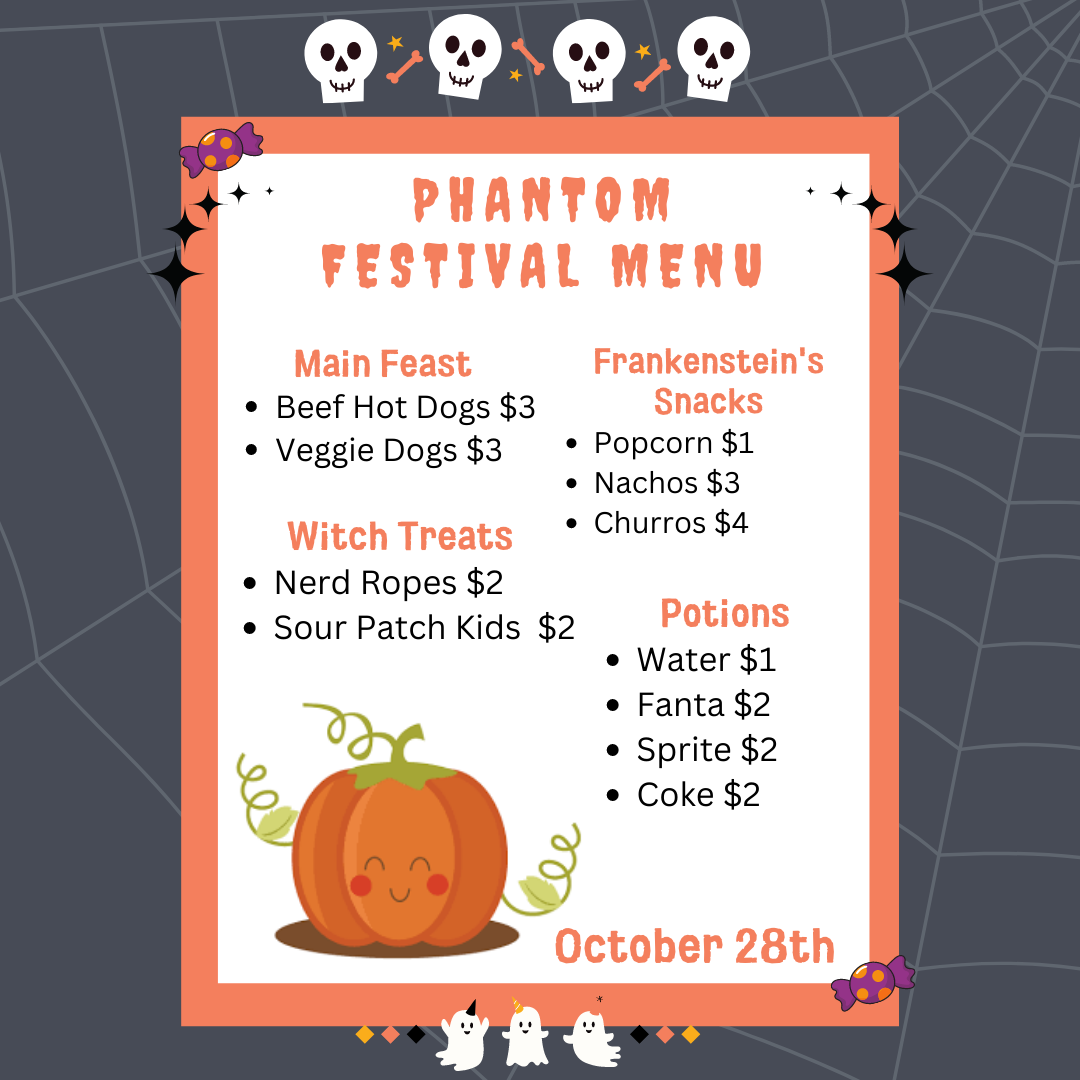 PHANTOM
FESTIVAL MENU
Main Feast
• Beef Hot Dogs $3
• Veggie Dogs $3
Witch Treats
• Nerd Ropes $2
• Sour Patch Kids  $2
Frankenstein's
Snacks
• Popcorn $1
• Nachos $3
• Churros $4
Potions
• Water $1
• Fanta $2
• Sprite $2
• Coke $2
October 28th